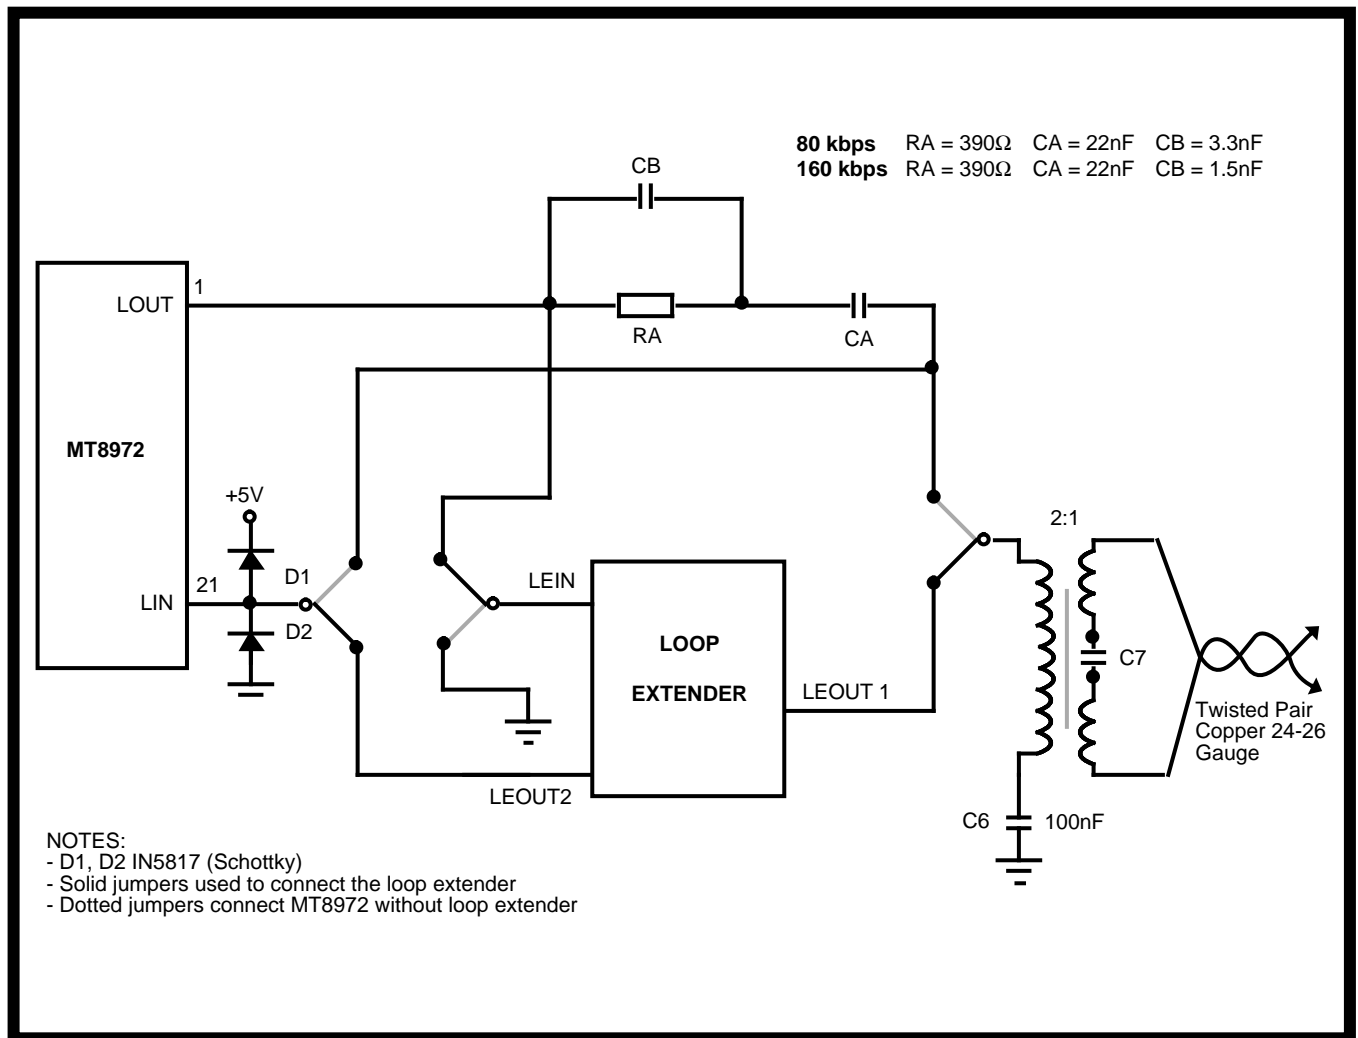 80 kbps RA = 390Ω CA = 22nF CB = 3.3nF
160 kbps RA = 390Ω CA = 22nF CB = 1.5nF
CB
1
LOUT
RA
CA
MT8972
+5V
2:1
21
D1
LEIN
LIN
D2
LOOP
EXTENDER
C7
LEOUT 1
Twisted Pair
Copper 24-26
Gauge
LEOUT2
C6 100nF
NOTES:
- D1, D2 IN5817 (Schottky)
- Solid jumpers used to connect the loop extender
- Dotted jumpers connect MT8972 without loop extender